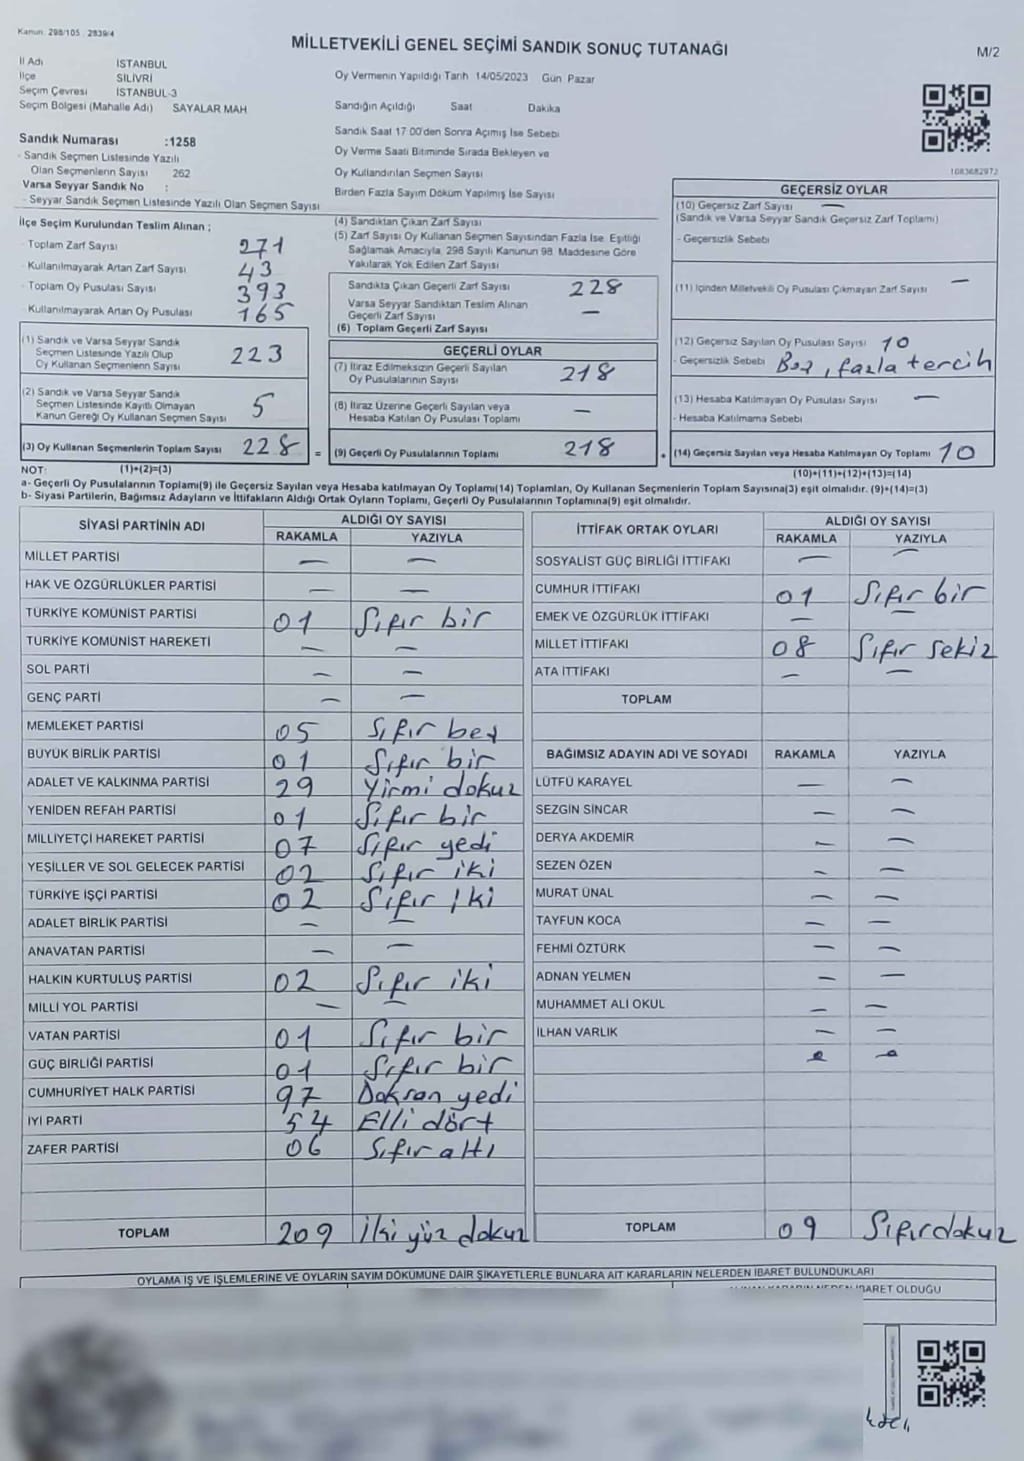 Kanun: 298/105 , 2839/4
MİLLETVEKİLİ GENEL SEÇİMİ SANDIK SONUÇ TUTANAĞI
M/2
İl Adı İSTANBUL
İlçe SİLİVRİ
Seçim Çevresi İSTANBUL-3
Seçim Bölgesi (Mahalle Adı) SAYALAR MAH
Sandık Numarası :1258
- Sandık Seçmen Listesinde Yazılı
Olan Seçmenlerin Sayısı 262
Varsa Seyyar Sandık No :
- Seyyar Sandık Seçmen Listesinde Yazılı Olan Seçmen Sayısı
Oy Vermenin Yapıldığı Tarih 14/05/2023 Gün Pazar
Sandığın Açıldığı Saat Dakika
Sandık Saat 17:00'den Sonra Açımış İse Sebebi
Oy Verme Saati Bitiminde Sırada Bekleyen ve
Oy Kullandırılan Seçmen Sayısı
Birden Fazla Sayım Döküm Yapılmış İse Sayısı
1083682972
İlçe Seçim Kurulundan Teslim Alınan ;
- Toplam Zarf Sayısı 271
- Kullanılmayarak Artan Zarf Sayısı 43
- Toplam Oy Pusulası Sayısı 393
- Kullanılmayarak Artan Oy Pusulası 165
(1) Sandık ve Varsa Seyyar Sandık
Seçmen Listesinde Yazılı Olup
Oy Kullanan Seçmenlerin Sayısı 223
(2) Sandık ve Varsa Seyyar Sandık
Seçmen Listesinde Kayıtlı Olmayan
Kanun Gereği Oy Kullanan Seçmen Sayısı 5
(3) Oy Kullanan Seçmenlerin Toplam Sayısı 228 =
(4) Sandıktan Çıkan Zarf Sayısı
(5) Zarf Sayısı Oy Kullanan Seçmen Sayısından Fazla İse, Eşitliği
Sağlamak Amacıyla, 298 Sayılı Kanunun 98. Maddesine Göre
Yakılarak Yok Edilen Zarf Sayısı
Sandıkta Çıkan Geçerli Zarf Sayısı 228
Varsa Seyyar Sandıktan Teslim Alınan
Geçerli Zarf Sayısı —
(6) Toplam Geçerli Zarf Sayısı
GEÇERLİ OYLAR
(7) İtiraz Edilmeksizin Geçerli Sayılan
Oy Pusulalarının Sayısı 218
(8) İtiraz Üzerine Geçerli Sayılan veya
Hesaba Katılan Oy Pusulası Toplamı —
(9) Geçerli Oy Pusulalarının Toplamı 218 +
GEÇERSİZ OYLAR
(10) Geçersiz Zarf Sayısı —
(Sandık ve Varsa Seyyar Sandık Geçersiz Zarf Toplamı)
- Geçersizlik Sebebi
(11) İçinden Milletvekili Oy Pusulası Çıkmayan Zarf Sayısı —
(12) Geçersiz Sayılan Oy Pusulası Sayısı 10
- Geçersizlik Sebebi Boş, fazla tercih
(13) Hesaba Katılmayan Oy Pusulası Sayısı —
- Hesaba Katılmama Sebebi
(14) Geçersiz Sayılan veya Hesaba Katılmayan Oy Toplamı 10
NOT: (1)+(2)=(3)
(10)+(11)+(12)+(13)=(14)
a- Geçerli Oy Pusulalarının Toplamı(9) ile Geçersiz Sayılan veya Hesaba katılmayan Oy Toplamı(14) Toplamları, Oy Kullanan Seçmenlerin Toplam Sayısına(3) eşit olmalıdır. (9)+(14)=(3)
b- Siyasi Partilerin, Bağımsız Adayların ve İttifakların Aldığı Ortak Oyların Toplamı, Geçerli Oy Pusulalarının Toplamına(9) eşit olmalıdır.
SİYASİ PARTİNİN ADI ALDIĞI OY SAYISI
RAKAMLA YAZIYLA
MİLLET PARTİSİ — —
HAK VE ÖZGÜRLÜKLER PARTİSİ — —
TÜRKİYE KOMÜNİST PARTİSİ 01 Sıfır bir
TÜRKİYE KOMÜNİST HAREKETİ — —
SOL PARTİ — —
GENÇ PARTİ — —
MEMLEKET PARTİSİ 05 Sıfır beş
BÜYÜK BİRLİK PARTİSİ 01 Sıfır bir
ADALET VE KALKINMA PARTİSİ 29 Yirmi dokuz
YENİDEN REFAH PARTİSİ 01 Sıfır bir
MİLLİYETÇİ HAREKET PARTİSİ 07 Sıfır yedi
YEŞİLLER VE SOL GELECEK PARTİSİ 02 Sıfır iki
TÜRKİYE İŞÇİ PARTİSİ 02 Sıfır iki
ADALET BİRLİK PARTİSİ — —
ANAVATAN PARTİSİ — —
HALKIN KURTULUŞ PARTİSİ 02 Sıfır iki
MİLLİ YOL PARTİSİ — —
VATAN PARTİSİ 01 Sıfır bir
GÜÇ BİRLİĞİ PARTİSİ 01 Sıfır bir
CUMHURİYET HALK PARTİSİ 97 Doksan yedi
İYİ PARTİ 54 Elli dört
ZAFER PARTİSİ 06 Sıfır altı
TOPLAM 209 İki yüz dokuz
İTTİFAK ORTAK OYLARI ALDIĞI OY SAYISI
RAKAMLA YAZIYLA
SOSYALİST GÜÇ BİRLİĞİ İTTİFAKI — —
CUMHUR İTTİFAKI 01 Sıfır bir
EMEK VE ÖZGÜRLÜK İTTİFAKI — —
MİLLET İTTİFAKI 08 Sıfır sekiz
ATA İTTİFAKI — —
TOPLAM
BAĞIMSIZ ADAYIN ADI VE SOYADI RAKAMLA YAZIYLA
LÜTFÜ KARAYEL — —
SEZGİN SİNCAR — —
DERYA AKDEMİR — —
SEZEN ÖZEN — —
MURAT ÜNAL — —
TAYFUN KOCA — —
FEHMİ ÖZTÜRK — —
ADNAN YELMEN — —
MUHAMMET ALİ OKUL — —
İLHAN VARLIK — —
TOPLAM 09 Sıfır dokuz
OYLAMA İŞ VE İŞLEMLERİNE VE OYLARIN SAYIM DÖKÜMÜNE DAİR ŞİKAYETLERLE BUNLARA AİT KARARLARIN NELERDEN İBARET BULUNDUKLARI
OLDUĞU